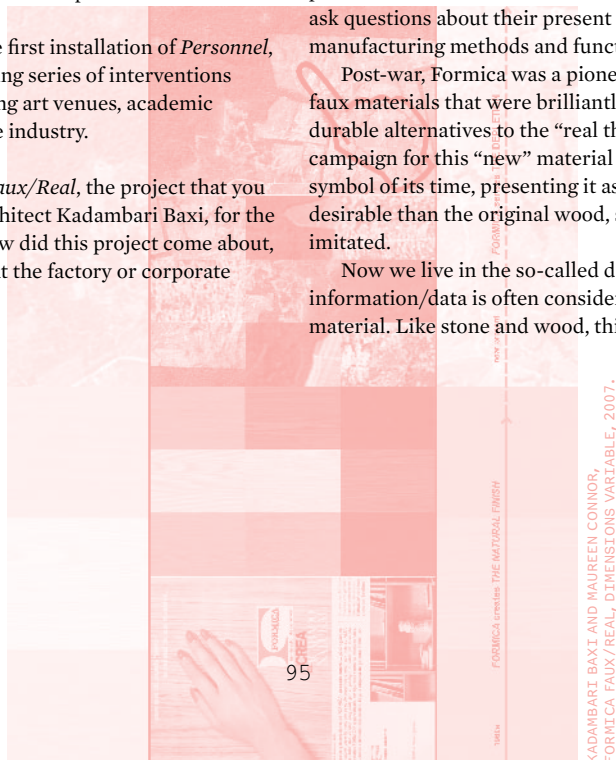 e first installation of Personnel,
ng series of interventions
ng art venues, academic
e industry.
aux/Real, the project that you
chitect Kadambari Baxi, for the
w did this project come about,
t the factory or corporate
ask questions about their present
manufacturing methods and funct
Post-war, Formica was a pione
faux materials that were brilliantl
durable alternatives to the “real th
campaign for this “new” material
symbol of its time, presenting it as
desirable than the original wood, s
imitated.
Now we live in the so-called d
information/data is often consider
material. Like stone and wood, thi
FORMICA creates THE NATURAL FINISH
FORMICA
CREA
95
KADAMBARI BAXI AND MAUREEN CONNOR,
FORMICA FAUX/REAL, DIMENSIONS VARIABLE, 2007.